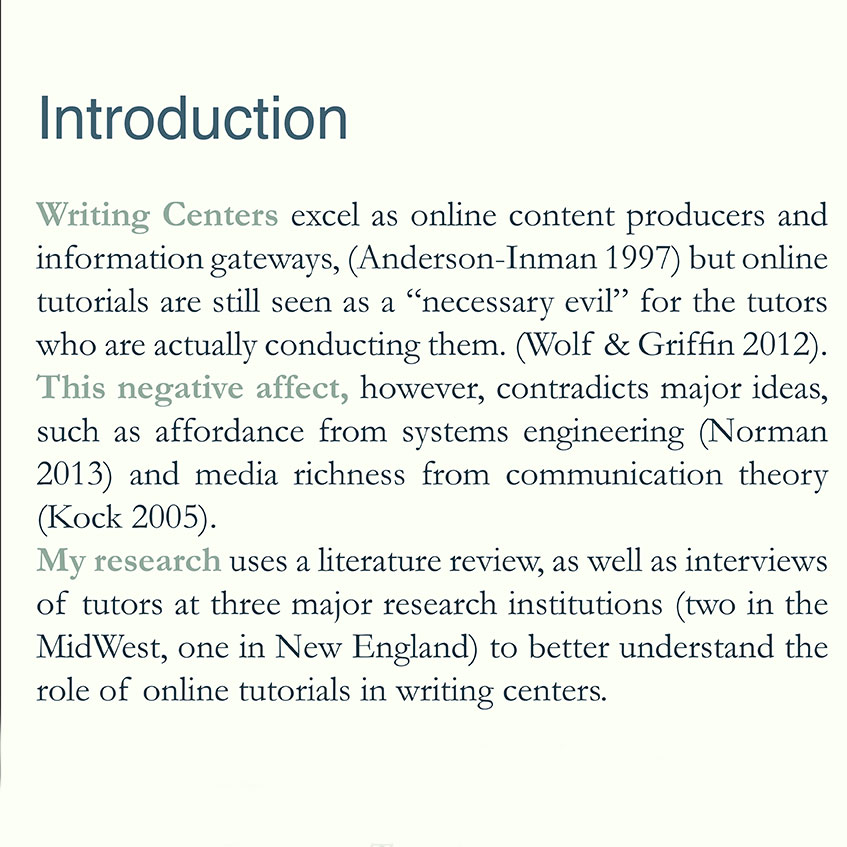 Introduction
Writing Centers excel as online content producers and
information gateways, (Anderson-Inman 1997) but online
tutorials are still seen as a “necessary evil” for the tutors
who are actually conducting them. (Wolf & Griffin 2012).
This negative affect, however, contradicts major ideas,
such as affordance from systems engineering (Norman
2013) and media richness from communication theory
(Kock 2005).
My research uses a literature review, as well as interviews
of tutors at three major research institutions (two in the
MidWest, one in New England) to better understand the
role of online tutorials in writing centers.